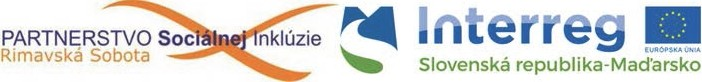 PARTNERSTVO Sociálnej Inklúzie
Rimavská Sobota
Interreg
EURÓPSKA ÚNIA
Slovenská republika-Maďarsko